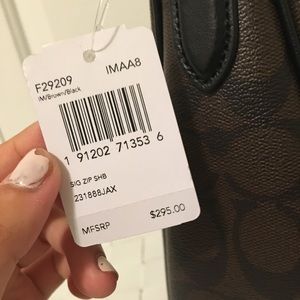 F29209 IMAA8
IM/Brown/Black
1 91202 71353 6
SIG ZIP SHB
231888JAX
MFSRP $295.00